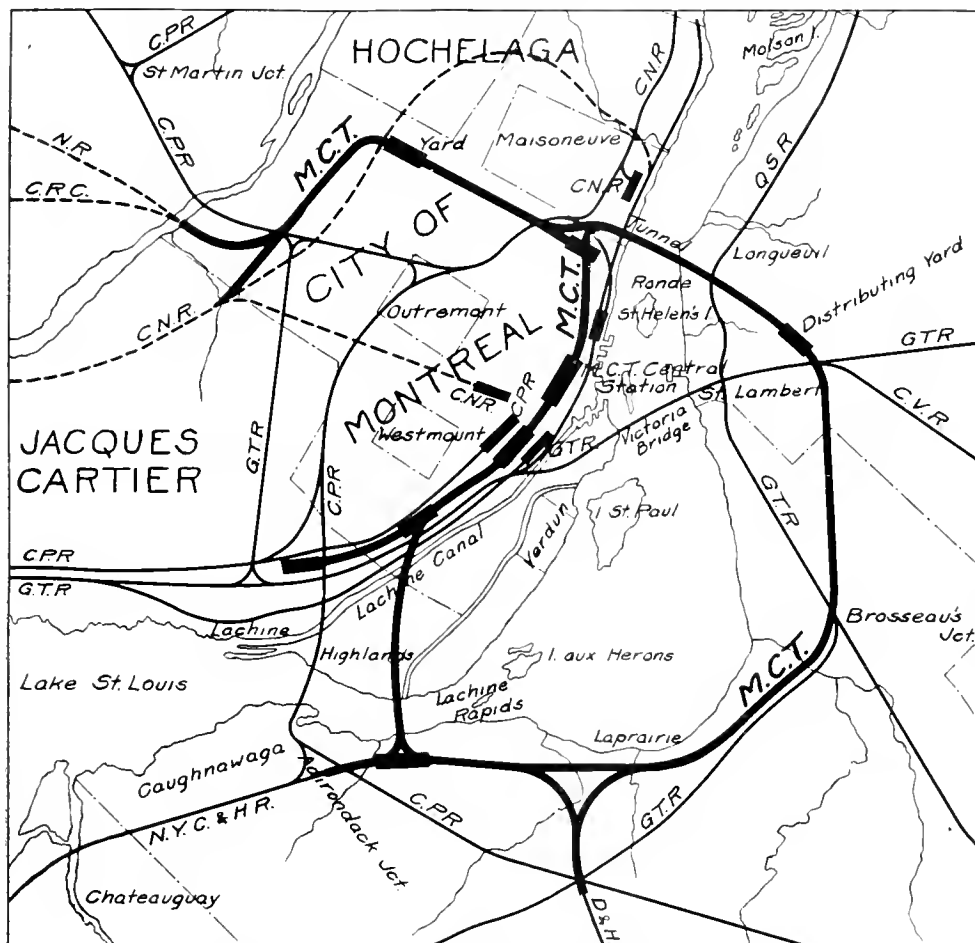 C.P.R
HOCHELAGA
Molson I.
St Martin Jct.
C.N.R
N.R
C.P.R
M.C.T.
Yard
Maisoneuve
Q.S.R
C.R.C.
C.N.R
CITY OF
Tunnel
Longueuil
M.C.T.
Ronde
Distributing Yard
C.N.R.
Outremont
St. Helen's I.
MONTREAL
G.T.R
M.C.T. Central
Station
C.N.R.
C.P.R
St. Lambert
C.V.R
JACQUES
CARTIER
Westmount
G.T.R
Victoria
Bridge
G.T.R
C.P.R
G.T.R
I St. Paul
Verdun
C.P.R
G.T.R
Lachine Canal
Lachine
Brosseau's
Jct.
Highlands
I. aux Herons
M.C.T.
Lake St. Louis
Lachine
Rapids
Laprairie
Caughnawaga
Adirondack Jct.
C.P.R
G.T.R
N.Y.C. & H R.
Chateauguay
D & H